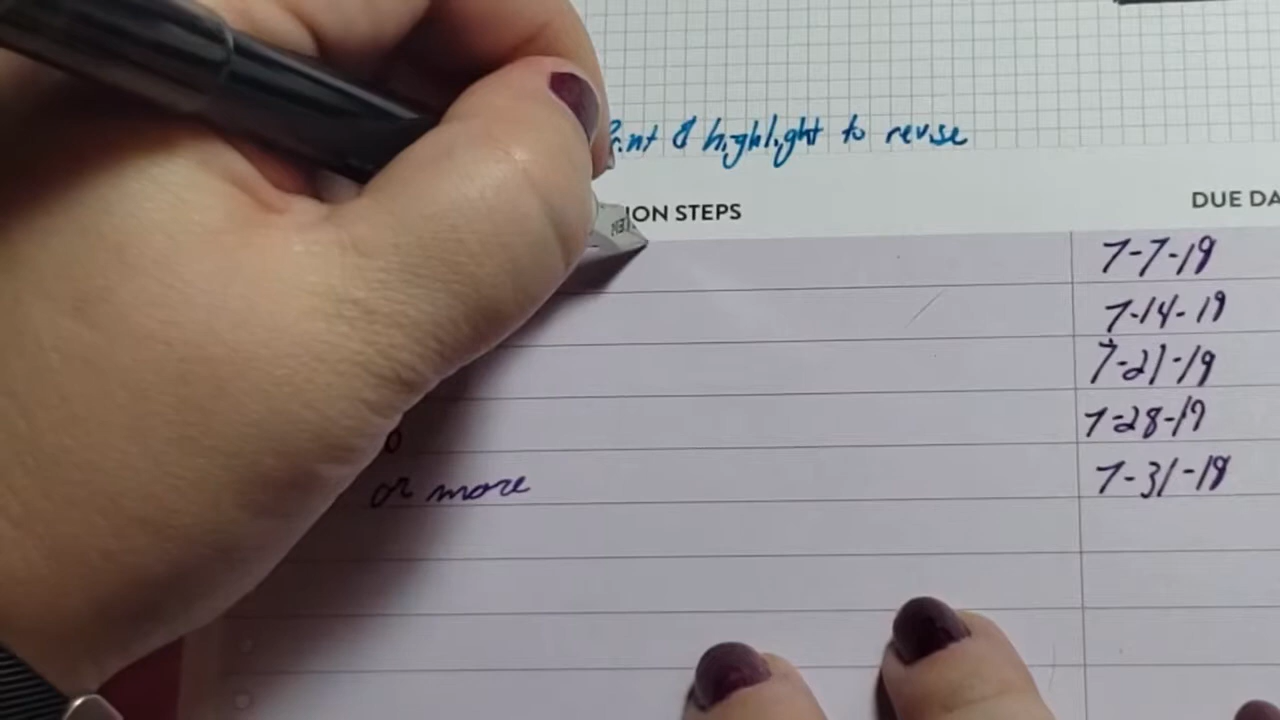 & highlight to revise
ION STEPS DUE DA
7-7-19
7-14-19
7-21-19
7-28-19
or more 7-31-19